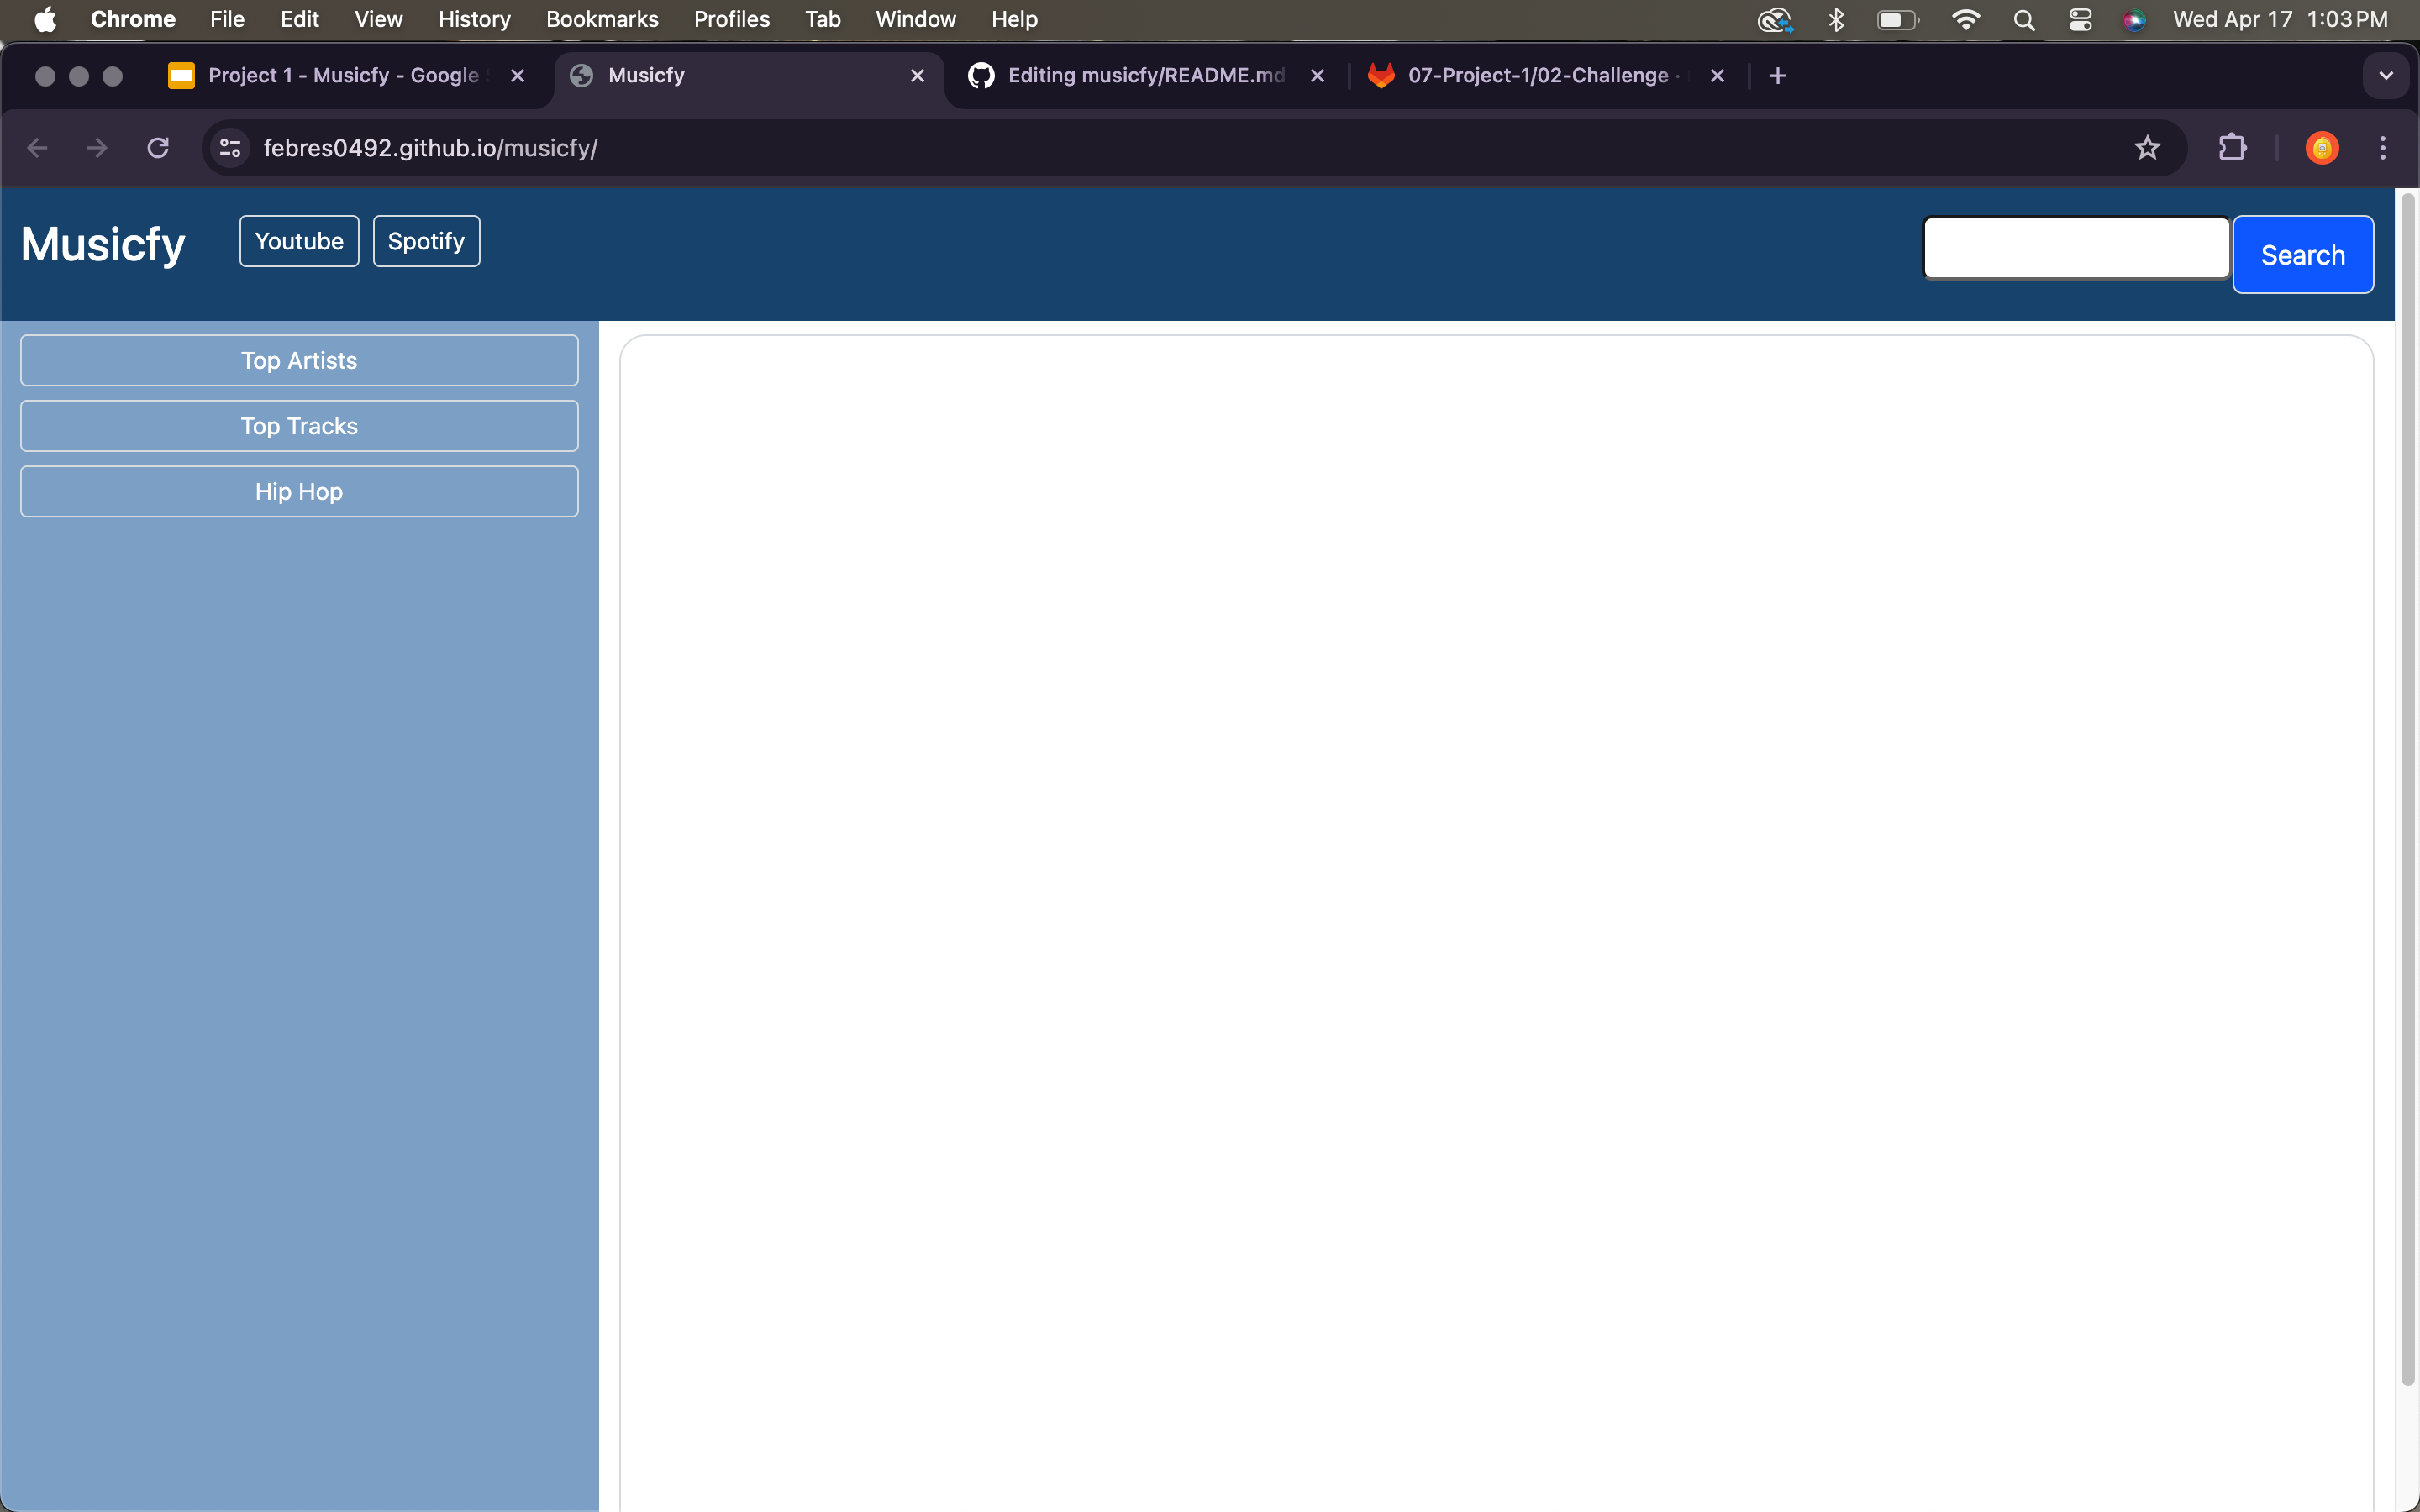 Chrome File Edit View History Bookmarks Profiles Tab Window Help Wed Apr 17 1:03 PM
Project 1 - Musicfy - Google Musicfy Editing musicfy/README.md 07-Project-1/02-Challenge ·
febres0492.github.io/musicfy/
Musicfy Youtube Spotify Search
Top Artists
Top Tracks
Hip Hop